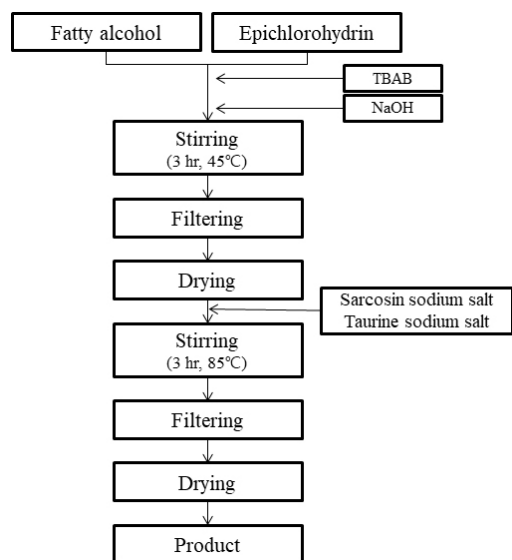 Fatty alcohol
Epichlorohydrin
TBAB
NaOH
Stirring
(3 hr, 45℃)
Filtering
Drying
Sarcosin sodium salt
Taurine sodium salt
Stirring
(3 hr, 85℃)
Filtering
Drying
Product